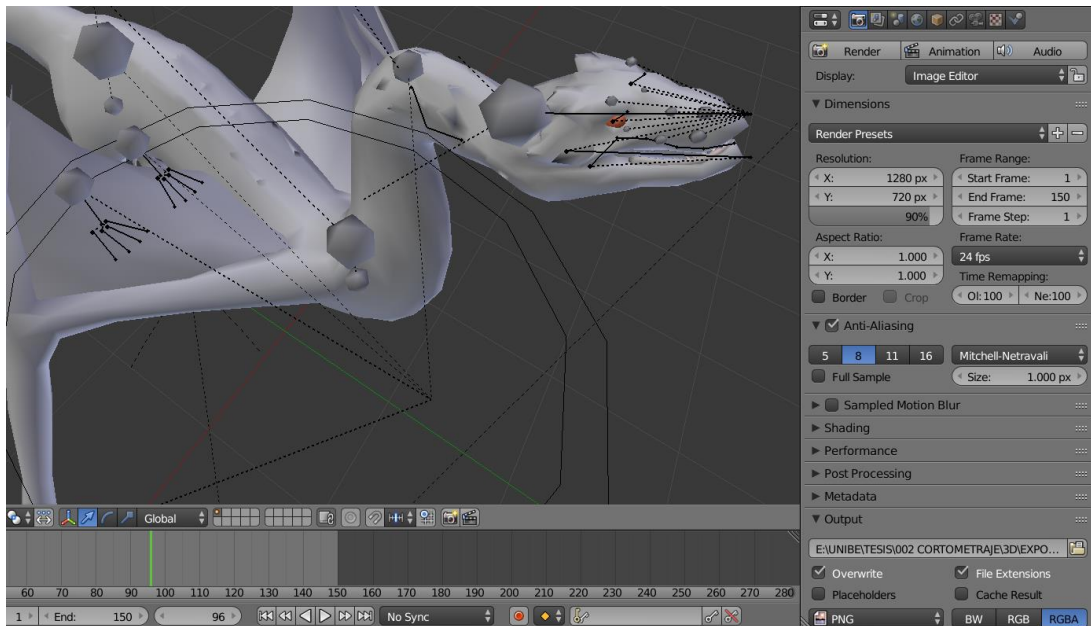 Render Animation Audio
Display: Image Editor
Dimensions
Render Presets
Resolution: Frame Range:
X: 1280 px Start Frame: 1
Y: 720 px End Frame: 150
90% Frame Step: 1
Aspect Ratio: Frame Rate:
X: 1.000 24 fps
Y: 1.000 Time Remapping:
Border Crop Ol:100 Ne:100
Anti-Aliasing
5 8 11 16 Mitchell-Netravali
Full Sample Size: 1.000 px
Sampled Motion Blur
Shading
Performance
Post Processing
Metadata
Output
E:\UNIBE\TESIS\002 CORTOMETRAJE\3D\EXPO...
Overwrite File Extensions
Placeholders Cache Result
PNG BW RGB RGBA
Global
60 70 80 90 100 110 120 130 140 150 160 170 180 190 200 210 220 230 240 250 260 270 280
1 End: 150 96 No Sync